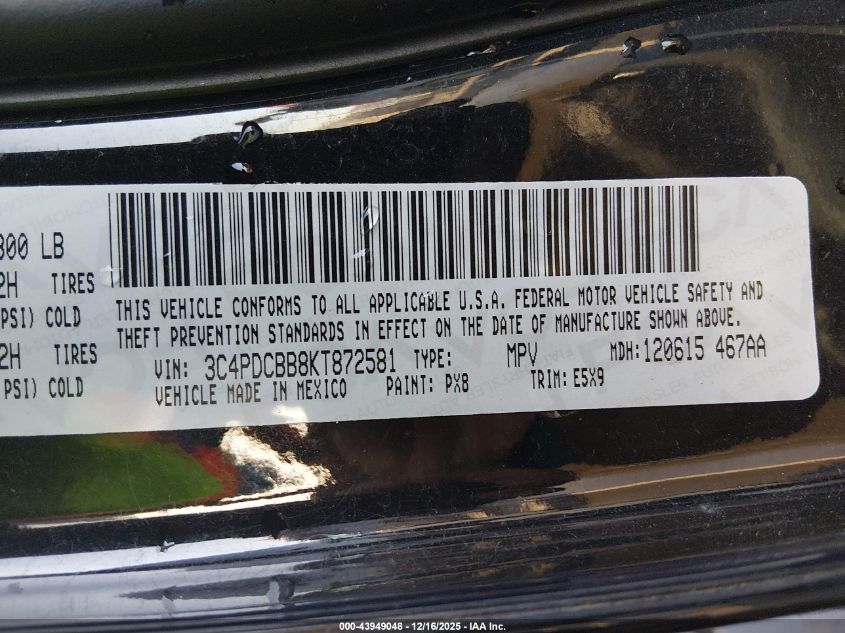 800 LB
2H TIRES
PSI) COLD
2H TIRES
PSI) COLD
THIS VEHICLE CONFORMS TO ALL APPLICABLE U.S.A. FEDERAL MOTOR VEHICLE SAFETY AND
THEFT PREVENTION STANDARDS IN EFFECT ON THE DATE OF MANUFACTURE SHOWN ABOVE.
VIN: 3C4PDCBB8KT872581 TYPE: MPV MDH:120615 467AA
VEHICLE MADE IN MEXICO PAINT: PX8 TRIM: E5X9
000-43949048 - 12/16/2025 - IAA Inc.